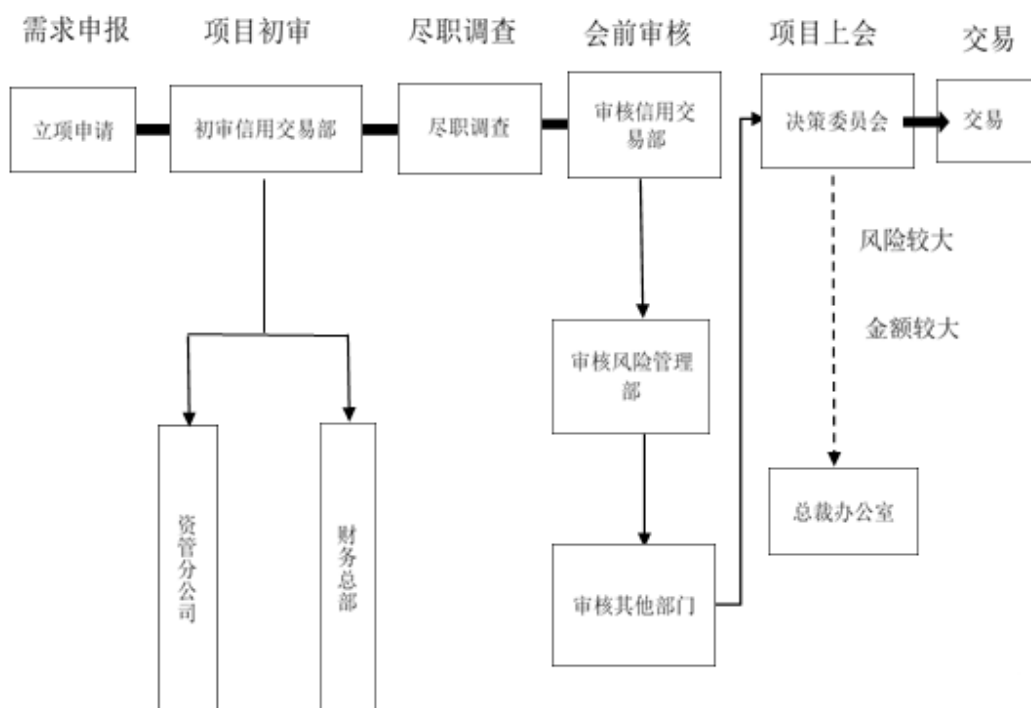 需求申报
项目初审
尽职调查
会前审核
项目上会
交易
立项申请
初审信用交易部
尽职调查
审核信用交
易部
决策委员会
交易
风险较大
金额较大
审核风险管理
部
总裁办公室
审核其他部门
资管分公司
财务总部